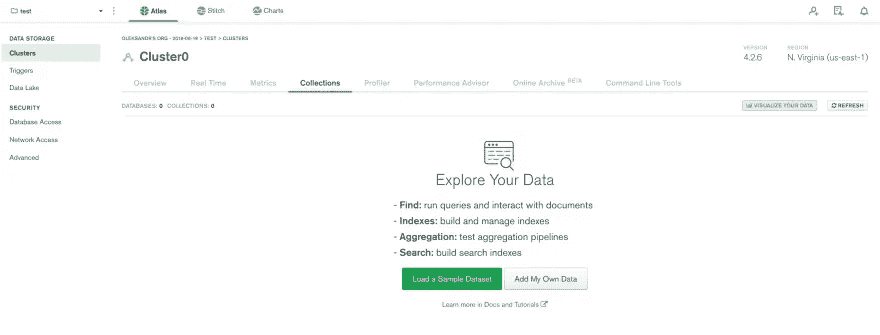 test
Atlas
Stitch
Charts
DATA STORAGE
Clusters
Triggers
Data Lake
SECURITY
Database Access
Network Access
Advanced
OLEKSANDR'S ORG - 2019-06-19 > TEST > CLUSTERS
Cluster0
VERSION
4.2.6
REGION
N. Virginia (us-east-1)
Overview
Real Time
Metrics
Collections
Profiler
Performance Advisor
Online Archive BETA
Command Line Tools
DATABASES: 0 COLLECTIONS: 0
VISUALIZE YOUR DATA
REFRESH
Explore Your Data
- Find: run queries and interact with documents
- Indexes: build and manage indexes
- Aggregation: test aggregation pipelines
- Search: build search indexes
Load a Sample Dataset
Add My Own Data
Learn more in Docs and Tutorials